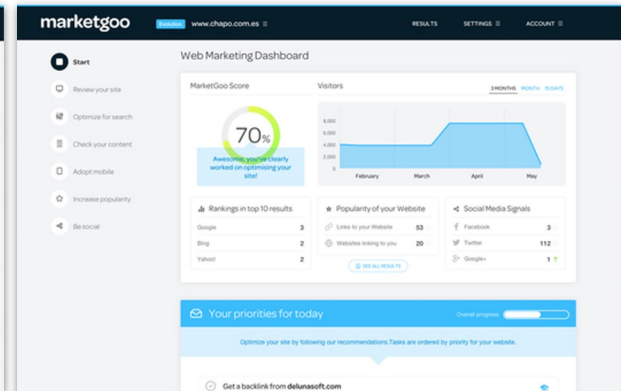 marketgoo
Evolution www.chapo.com.es
RESULTS SETTINGS ACCOUNT
Start
Review your site
Optimize for search
Check your content
Adopt mobile
Increase popularity
Be social
Web Marketing Dashboard
MarketGoo Score
70%
Awesome, you've clearly
worked on optimising your
site!
Visitors
3 MONTHS MONTH 15 DAYS
8.000
6.000
4.000
2.000
0
February March April May
Rankings in top 10 results
Google 3
Bing 2
Yahoo! 2
Popularity of your Website
Links to your Website 53
Websites linking to you 20
SEE ALL RESULTS
Social Media Signals
Facebook 3
Twitter 112
Google+ 1
Your priorities for today
Overall progress
Optimize your site by following our recommendations.Tasks are ordered by priority for your website.
Get a backlink from delunasoft.com